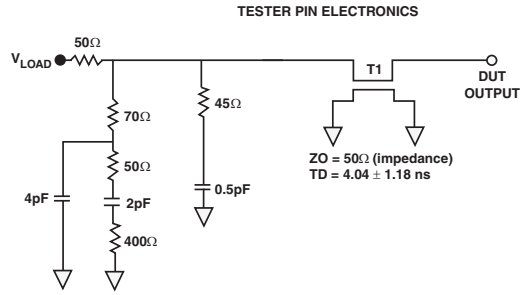 TESTER PIN ELECTRONICS
50Ω
VLOAD
T1
DUT
OUTPUT
70Ω
45Ω
50Ω
ZO = 50Ω (impedance)
TD = 4.04 ± 1.18 ns
4pF
2pF
0.5pF
400Ω